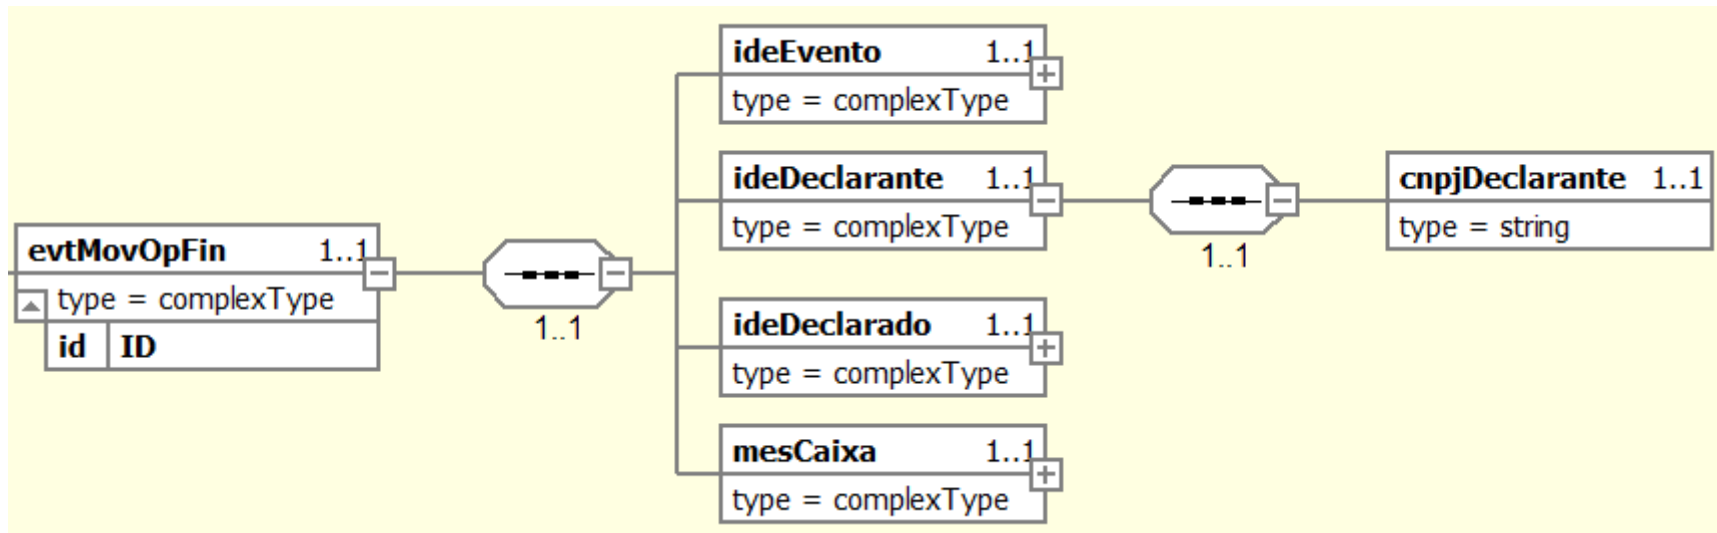 evtMovOpFin 1..1
type = complexType
id ID
1..1
ideEvento 1..1
type = complexType
ideDeclarante 1..1
type = complexType
1..1
cnpjDeclarante 1..1
type = string
ideDeclarado 1..1
type = complexType
mesCaixa 1..1
type = complexType